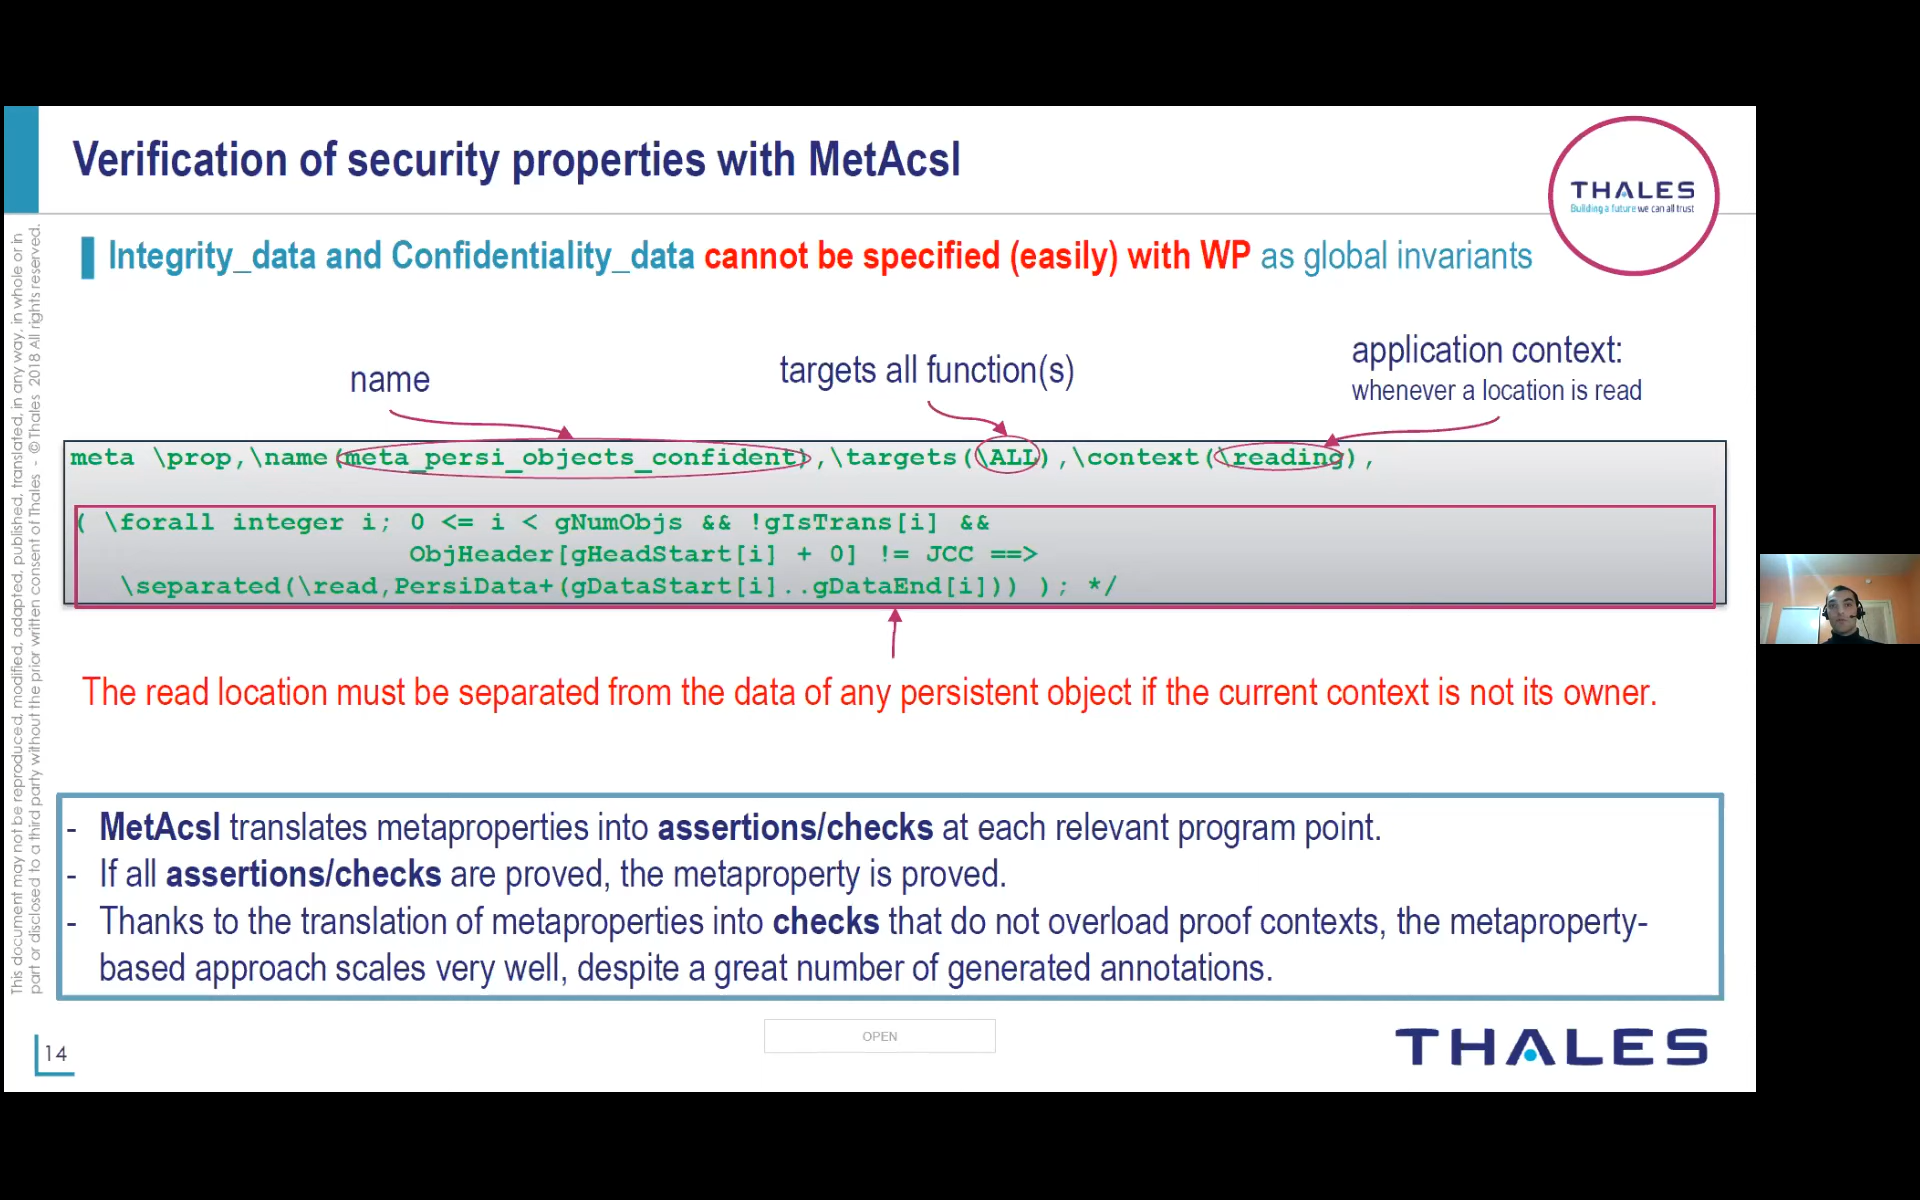 Verification of security properties with MetAcsl
THALES
Building a future we can all trust
Integrity_data and Confidentiality_data cannot be specified (easily) with WP as global invariants
name
targets all function(s)
application context:
whenever a location is read
meta \prop,\name(meta_persi_objects_confident),\targets(\ALL),\context(\reading),
( \forall integer i; 0 <= i < gNumObjs && !gIsTrans[i] &&
ObjHeader[gHeadStart[i] + 0] != JCC ==>
\separated(\read,PersiData+(gDataStart[i]..gDataEnd[i])) ); */
The read location must be separated from the data of any persistent object if the current context is not its owner.
- MetAcsl translates metaproperties into assertions/checks at each relevant program point.
- If all assertions/checks are proved, the metaproperty is proved.
- Thanks to the translation of metaproperties into checks that do not overload proof contexts, the metaproperty-
based approach scales very well, despite a great number of generated annotations.
This document may not be reproduced, modified, adapted, published, translated, in any way, in whole or in
part or disclosed to a third party without the prior written consent of Thales - © Thales 2018 All rights reserved.
14
OPEN
THALES